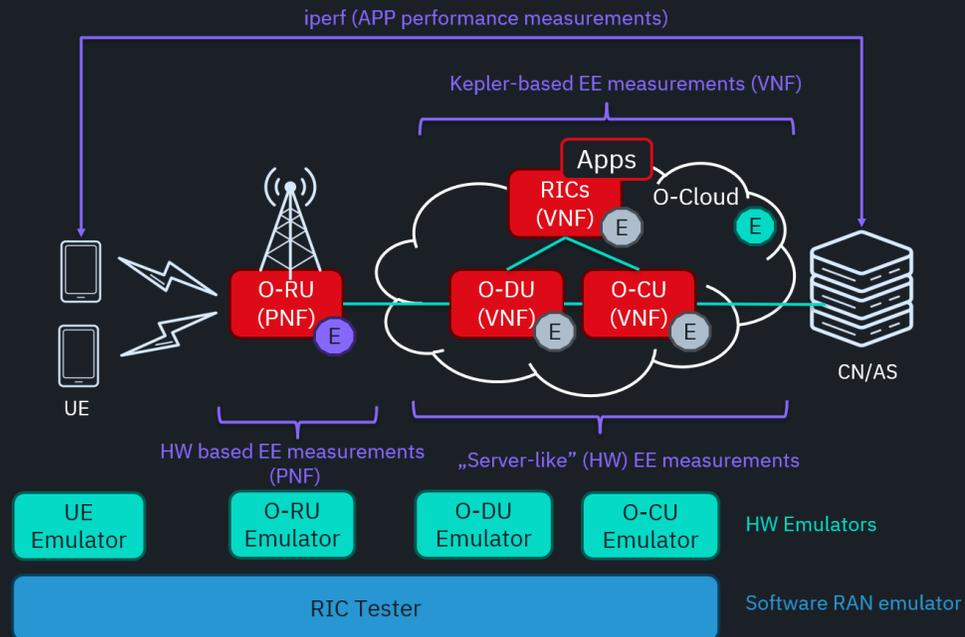 iperf (APP performance measurements)
Kepler-based EE measurements (VNF)
Apps
RICs
(VNF)
E
O-Cloud
E
O-RU
(PNF)
E
O-DU
(VNF)
E
O-CU
(VNF)
E
UE
CN/AS
HW based EE measurements
(PNF)
„Server-like” (HW) EE measurements
UE
Emulator
O-RU
Emulator
O-DU
Emulator
O-CU
Emulator
HW Emulators
RIC Tester
Software RAN emulator